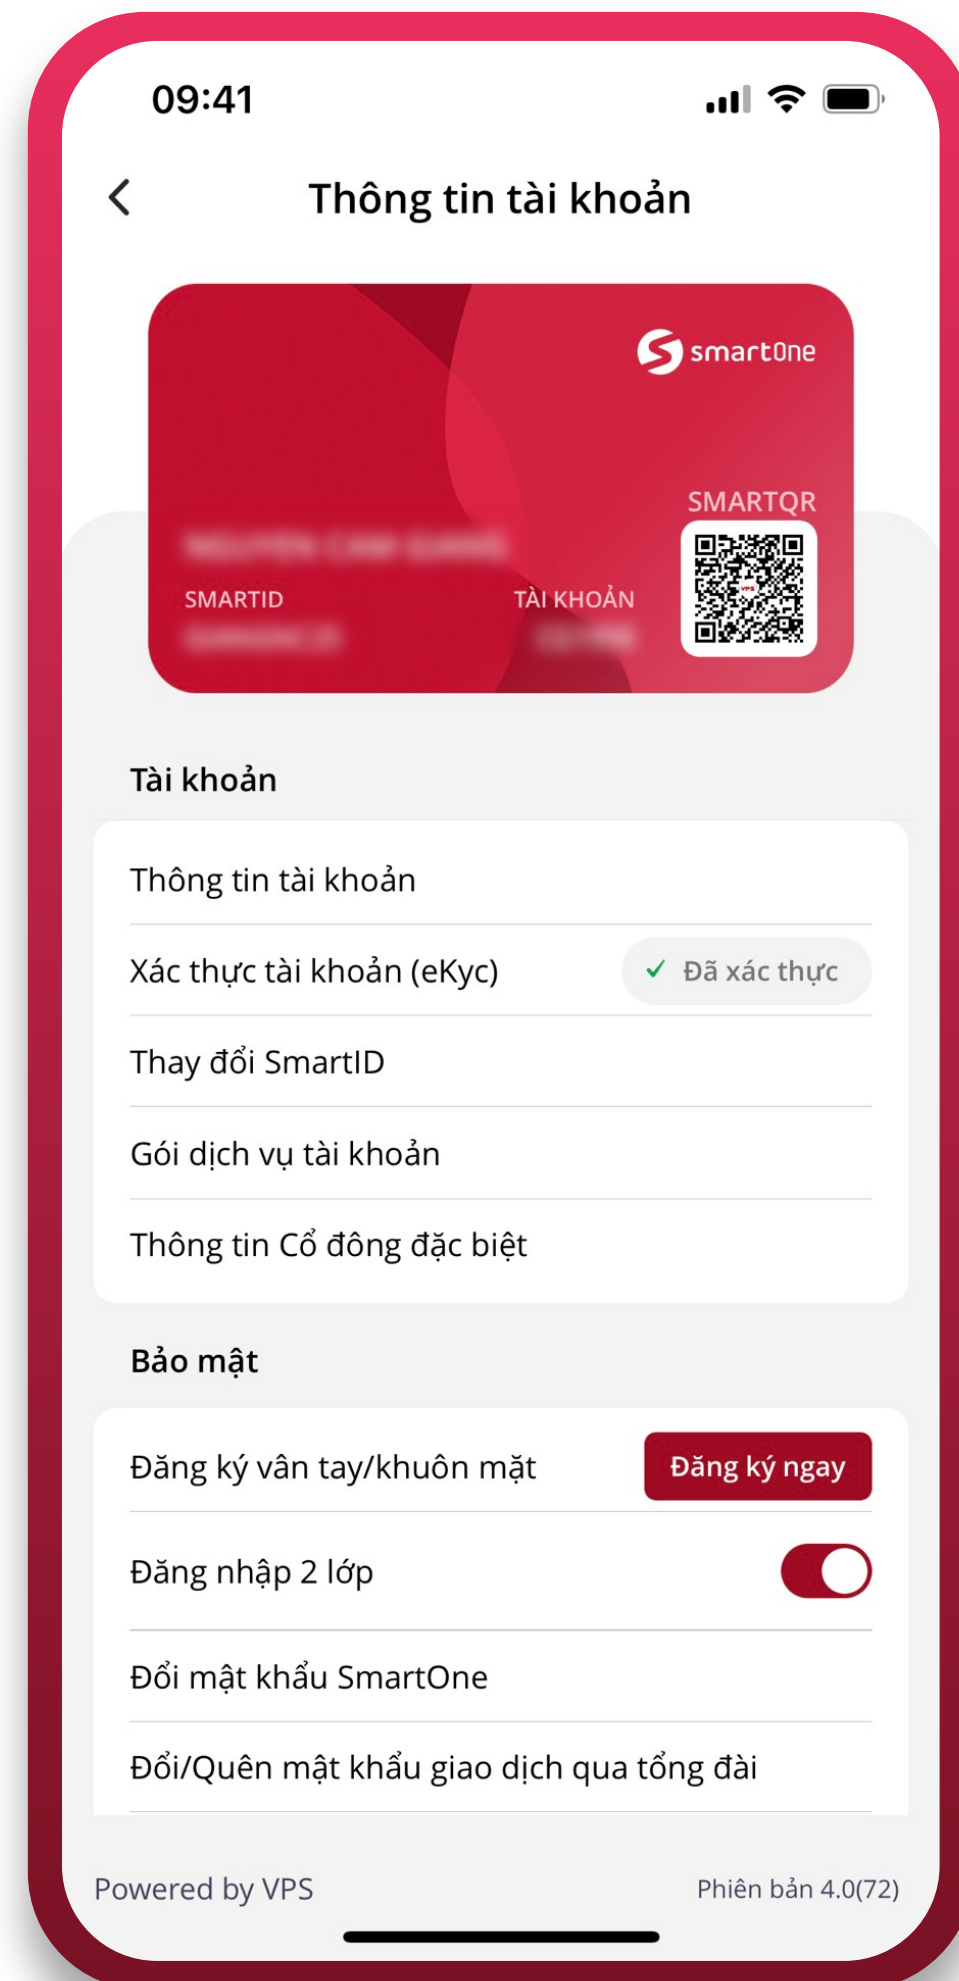 09:41
Thông tin tài khoản
smartOne
SMARTQR
SMARTID
TÀI KHOẢN
VPS
Tài khoản
Thông tin tài khoản
Xác thực tài khoản (eKyc)
Đã xác thực
Thay đổi SmartID
Gói dịch vụ tài khoản
Thông tin Cổ đông đặc biệt
Bảo mật
Đăng ký vân tay/khuôn mặt
Đăng ký ngay
Đăng nhập 2 lớp
Đổi mật khẩu SmartOne
Đổi/Quên mật khẩu giao dịch qua tổng đài
Powered by VPS
Phiên bản 4.0(72)